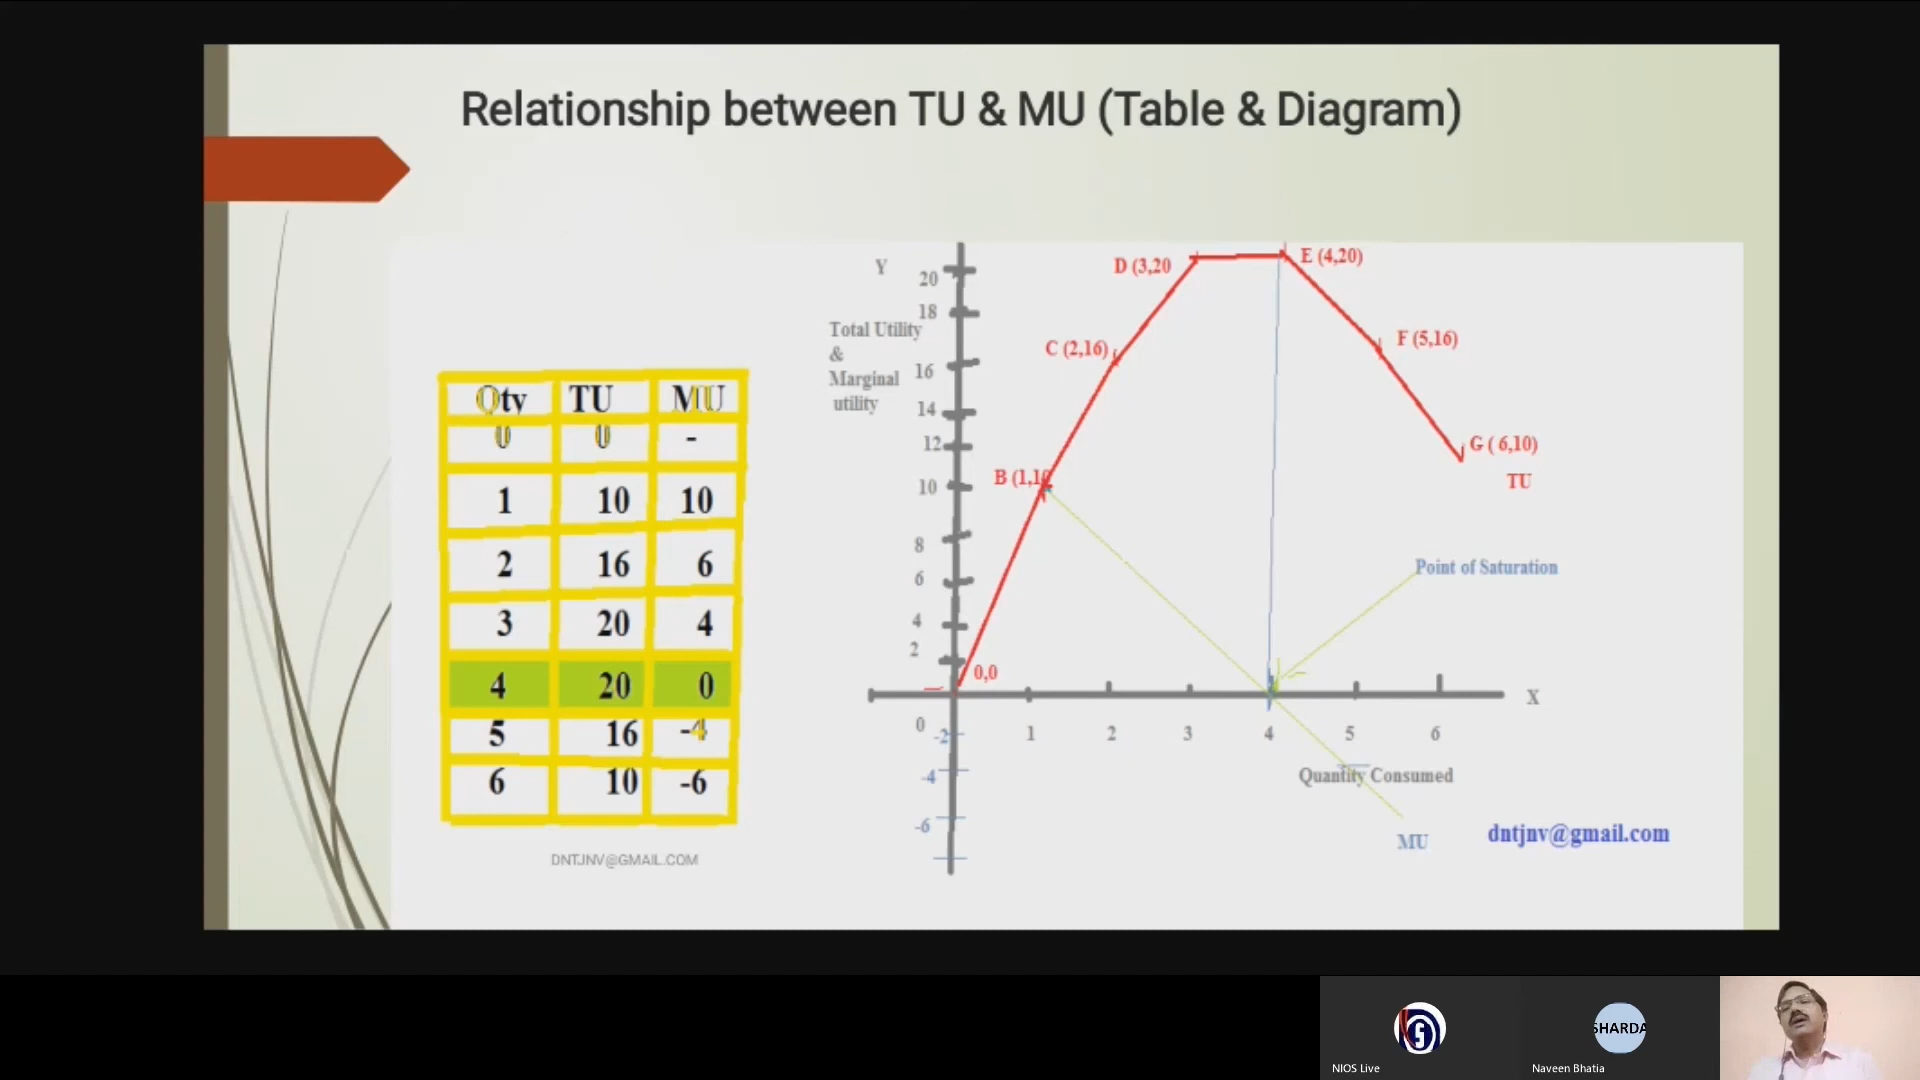 Relationship between TU & MU (Table & Diagram)
Qty TU MU
0 0 -
1 10 10
2 16 6
3 20 4
4 20 0
5 16 -4
6 10 -6
DNTJNV@GMAIL.COM
Y
20
18
16
14
12
10
8
6
4
2
0
-2
-4
-6
Total Utility
&
Marginal
utility
D (3,20
E (4,20)
C (2,16)
F (5,16)
B (1,10
G ( 6,10)
TU
Point of Saturation
0,0
X
1 2 3 4 5 6
Quantity Consumed
MU
dntjnv@gmail.com
NIOS Live
SHARDA
Naveen Bhatia